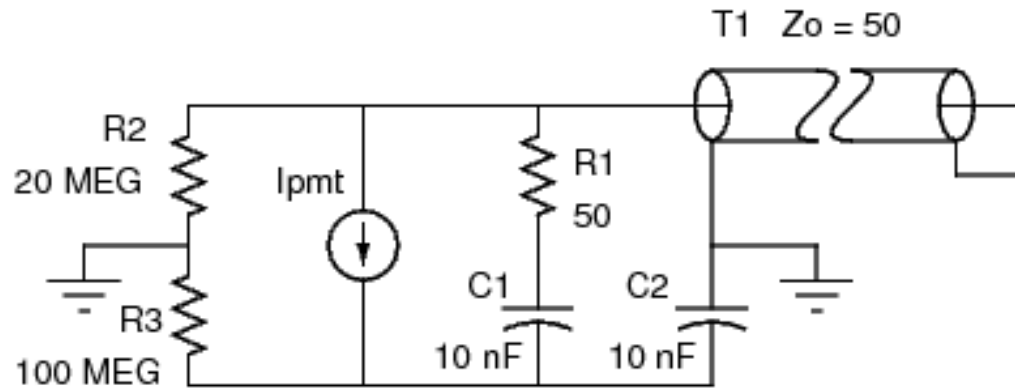 T1 Zo = 50
R2
20 MEG
Ipmt
R1
50
C1
10 nF
C2
10 nF
R3
100 MEG